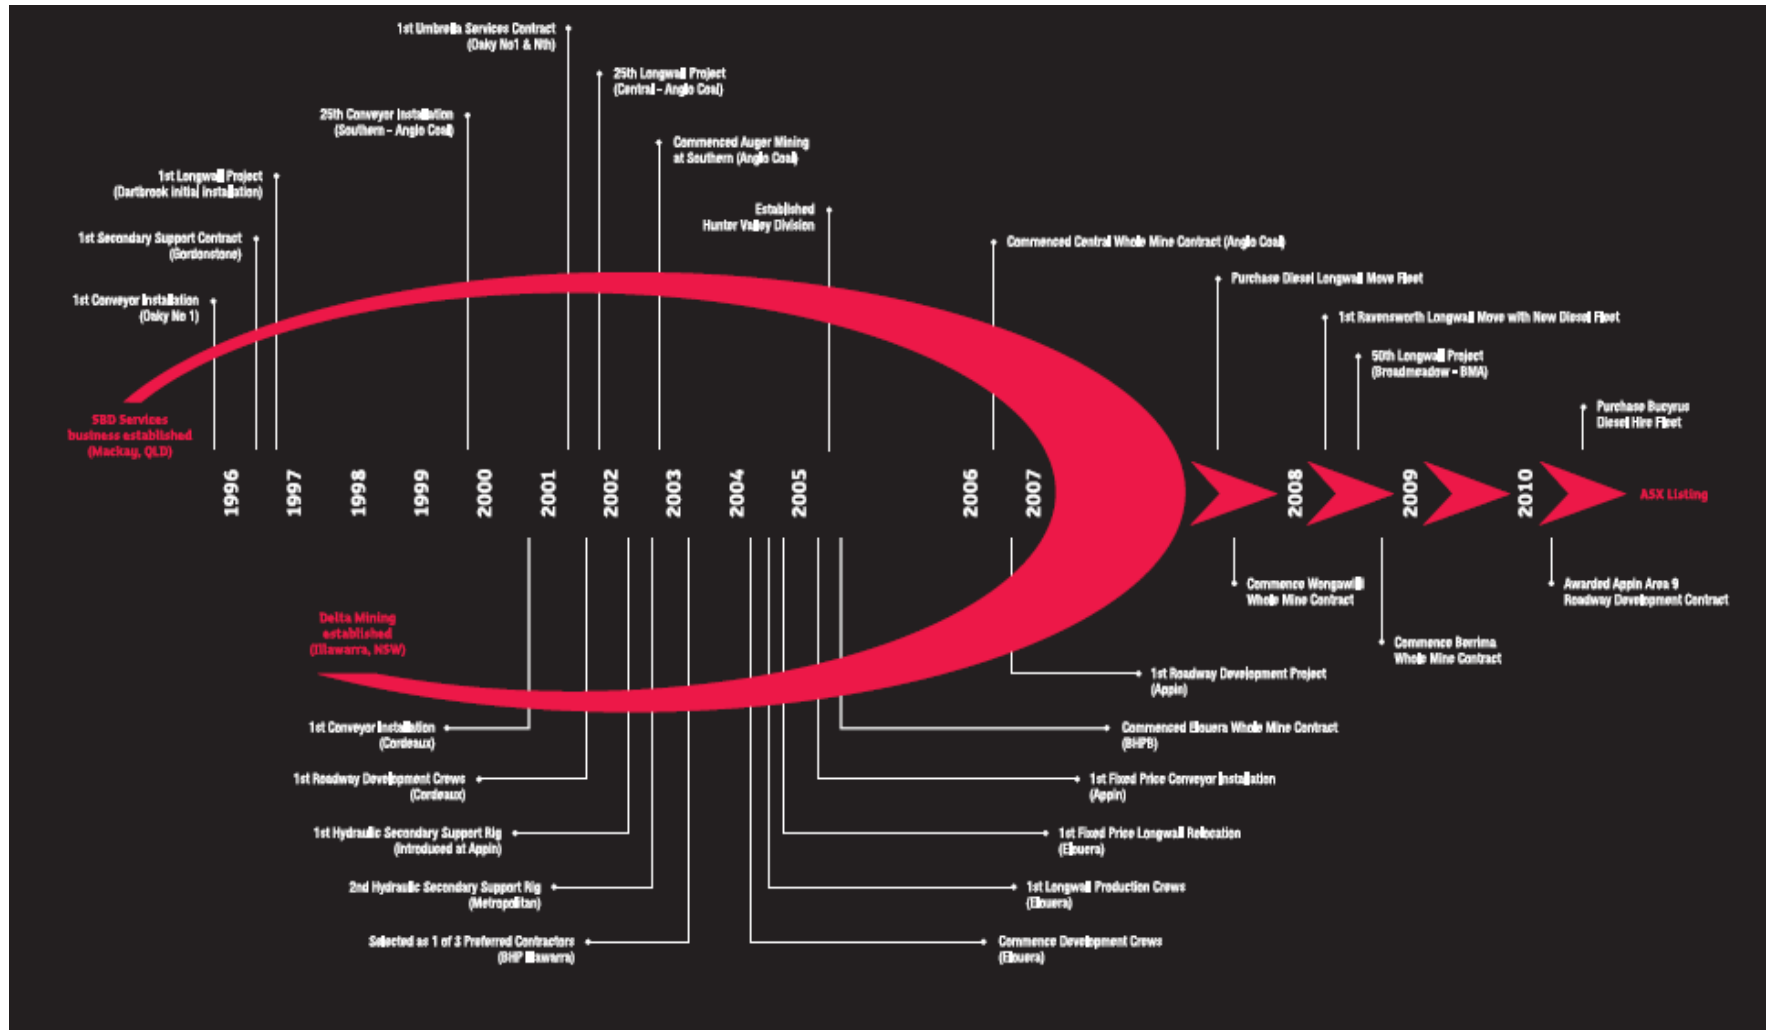 1st Umbrella Services Contract
(Oaky No1 & Nth)
25th Longwall Project
(Central - Anglo Coal)
25th Conveyor Installation
(Southern - Anglo Coal)
Commenced Auger Mining
at Southern (Anglo Coal)
1st Longwall Project
(Dartbrook initial installation)
Established
Hunter Valley Division
1st Secondary Support Contract
(Gordonstone)
Commenced Central Whole Mine Contract (Anglo Coal)
Purchase Diesel Longwall Move Fleet
1st Conveyor Installation
(Oaky No 1)
1st Ravensworth Longwall Move with New Diesel Fleet
50th Longwall Project
(Broadmeadow - BMA)
Purchase Bucyrus
Diesel Hire Fleet
SBD Services
business established
(Mackay, QLD)
1996
1997
1998
1999
2000
2001
2002
2003
2004
2005
2006
2007
2008
2009
2010
ASX Listing
Commence Wongawilli
Whole Mine Contract
Awarded Appin Area 9
Roadway Development Contract
Delta Mining
established
(Illawarra, NSW)
Commence Berrima
Whole Mine Contract
1st Roadway Development Project
(Appin)
1st Conveyor Installation
(Cordeaux)
Commenced Elouera Whole Mine Contract
(BHPB)
1st Roadway Development Crews
(Cordeaux)
1st Fixed Price Conveyor Installation
(Appin)
1st Hydraulic Secondary Support Rig
(Introduced at Appin)
1st Fixed Price Longwall Relocation
(Elouera)
2nd Hydraulic Secondary Support Rig
(Metropolitan)
1st Longwall Production Crews
(Elouera)
Selected as 1 of 3 Preferred Contractors
(BHP Illawarra)
Commence Development Crews
(Elouera)